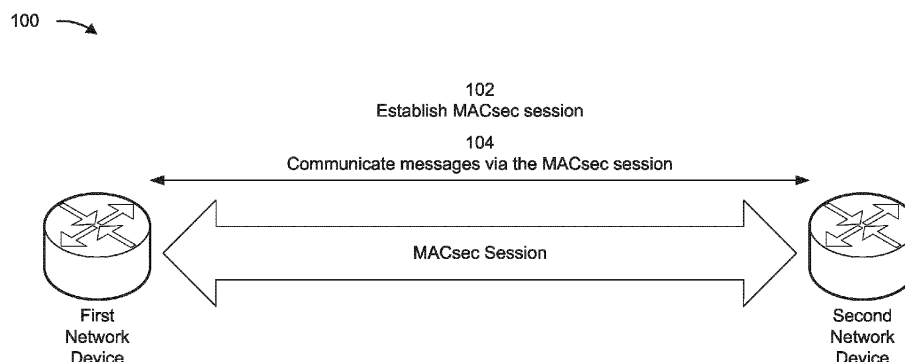 100
102
Establish MACsec session
104
Communicate messages via the MACsec session
MACsec Session
First
Network
Device
Second
Network
Device